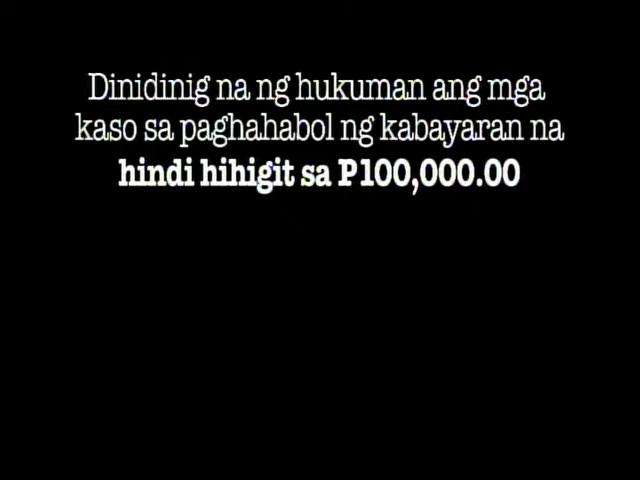 Dinidinig na ng hukuman ang mga
kaso sa paghahabol ng kabayaran na
hindi hihigit sa P100,000.00